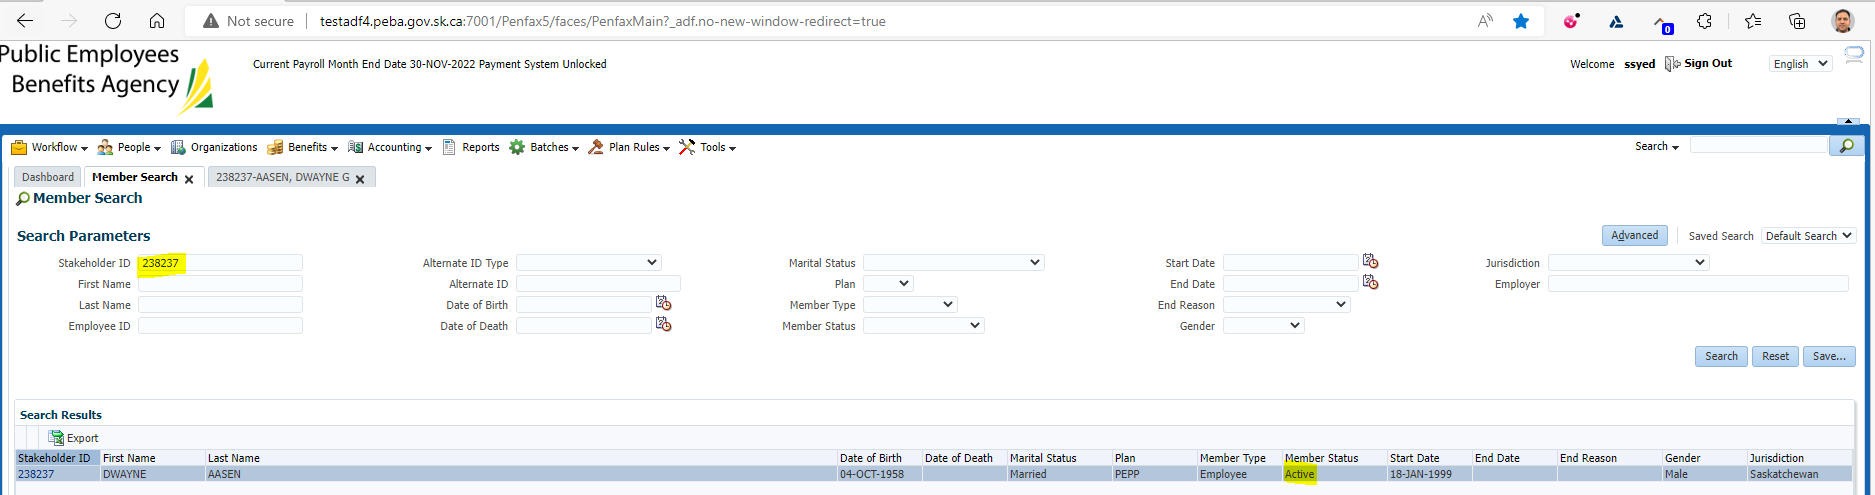 Not secure | testadf4.peba.gov.sk.ca:7001/Penfax5/faces/PenfaxMain?_adf.no-new-window-redirect=true A 0
Public Employees
Benefits Agency
Current Payroll Month End Date 30-NOV-2022 Payment System Unlocked
Welcome ssyed Sign Out English
Workflow People Organizations Benefits Accounting Reports Batches Plan Rules Tools Search
Dashboard Member Search 238237-AASEN, DWAYNE G
Member Search
Search Parameters Advanced Saved Search Default Search
Stakeholder ID 238237 Alternate ID Type Marital Status Start Date Jurisdiction
First Name Alternate ID Plan End Date Employer
Last Name Date of Birth Member Type End Reason
Employee ID Date of Death Member Status Gender
Search Reset Save...
Search Results
Export
Stakeholder ID First Name Last Name Date of Birth Date of Death Marital Status Plan Member Type Member Status Start Date End Date End Reason Gender Jurisdiction
238237 DWAYNE AASEN 04-OCT-1958 Married PEPP Employee Active 18-JAN-1999 Male Saskatchewan